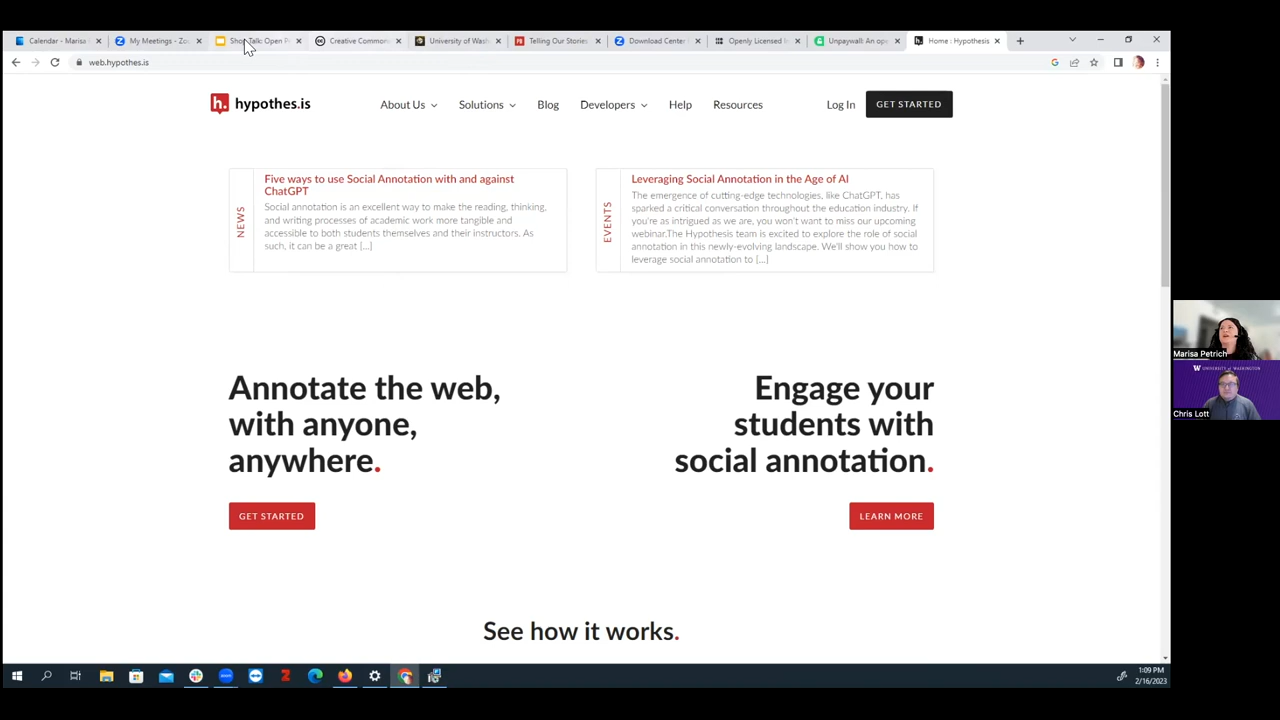 Calendar - Marisa
My Meetings - Zo
Shop Talk: Open P
Creative Common
University of Wash
Telling Our Stories
Download Center
Openly Licensed I
Unpaywall: An op
Home : Hypothesis
web.hypothes.is
h. hypothes.is
About Us
Solutions
Blog
Developers
Help
Resources
Log In
GET STARTED
NEWS
Five ways to use Social Annotation with and against
ChatGPT
Social annotation is an excellent way to make the reading, thinking,
and writing processes of academic work more tangible and
accessible to both students themselves and their instructors. As
such, it can be a great [...]
EVENTS
Leveraging Social Annotation in the Age of AI
The emergence of cutting-edge technologies, like ChatGPT, has
sparked a critical conversation throughout the education industry. If
you're as intrigued as we are, you won't want to miss our upcoming
webinar.The Hypothesis team is excited to explore the role of social
annotation in this newly-evolving landscape. We'll show you how to
leverage social annotation to [...]
Annotate the web,
with anyone,
anywhere.
GET STARTED
Engage your
students with
social annotation.
LEARN MORE
See how it works.
Marisa Petrich
W UNIVERSITY of WASHINGTON
Chris Lott
1:09 PM
2/16/2023